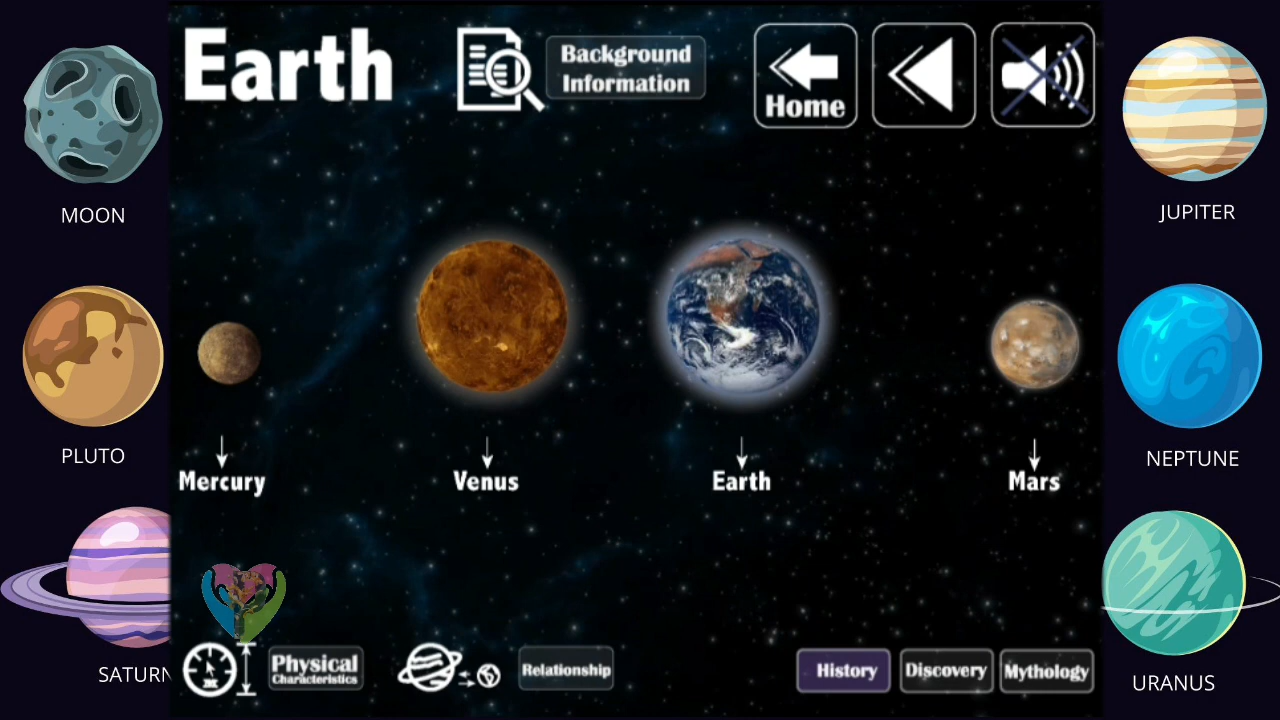 Earth
Background
Information
Home
MOON
JUPITER
PLUTO
NEPTUNE
Mercury
Venus
Earth
Mars
SATURN
Physical
Characteristics
Relationship
History
Discovery
Mythology
URANUS